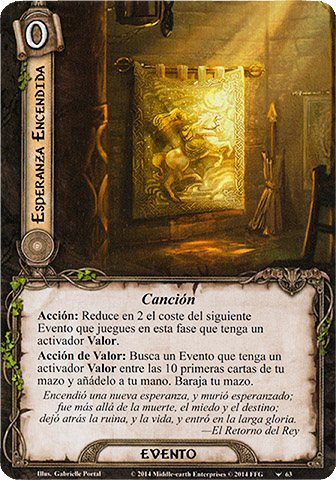 0
Esperanza Encendida
Canción
Acción: Reduce en 2 el coste del siguiente
Evento que juegues en esta fase que tenga un
activador Valor.
Acción de Valor: Busca un Evento que tenga un
activador Valor entre las 10 primeras cartas de tu
mazo y añádelo a tu mano. Baraja tu mazo.
Encendió una nueva esperanza, y murió esperanzado;
fue más allá de la muerte, el miedo y el destino;
dejó atrás la ruina, y la vida, y entró en la larga gloria.
—El Retorno del Rey
EVENTO
Illus. Gabrielle Portal © 2014 Middle-earth Enterprises © 2014 FFG 63